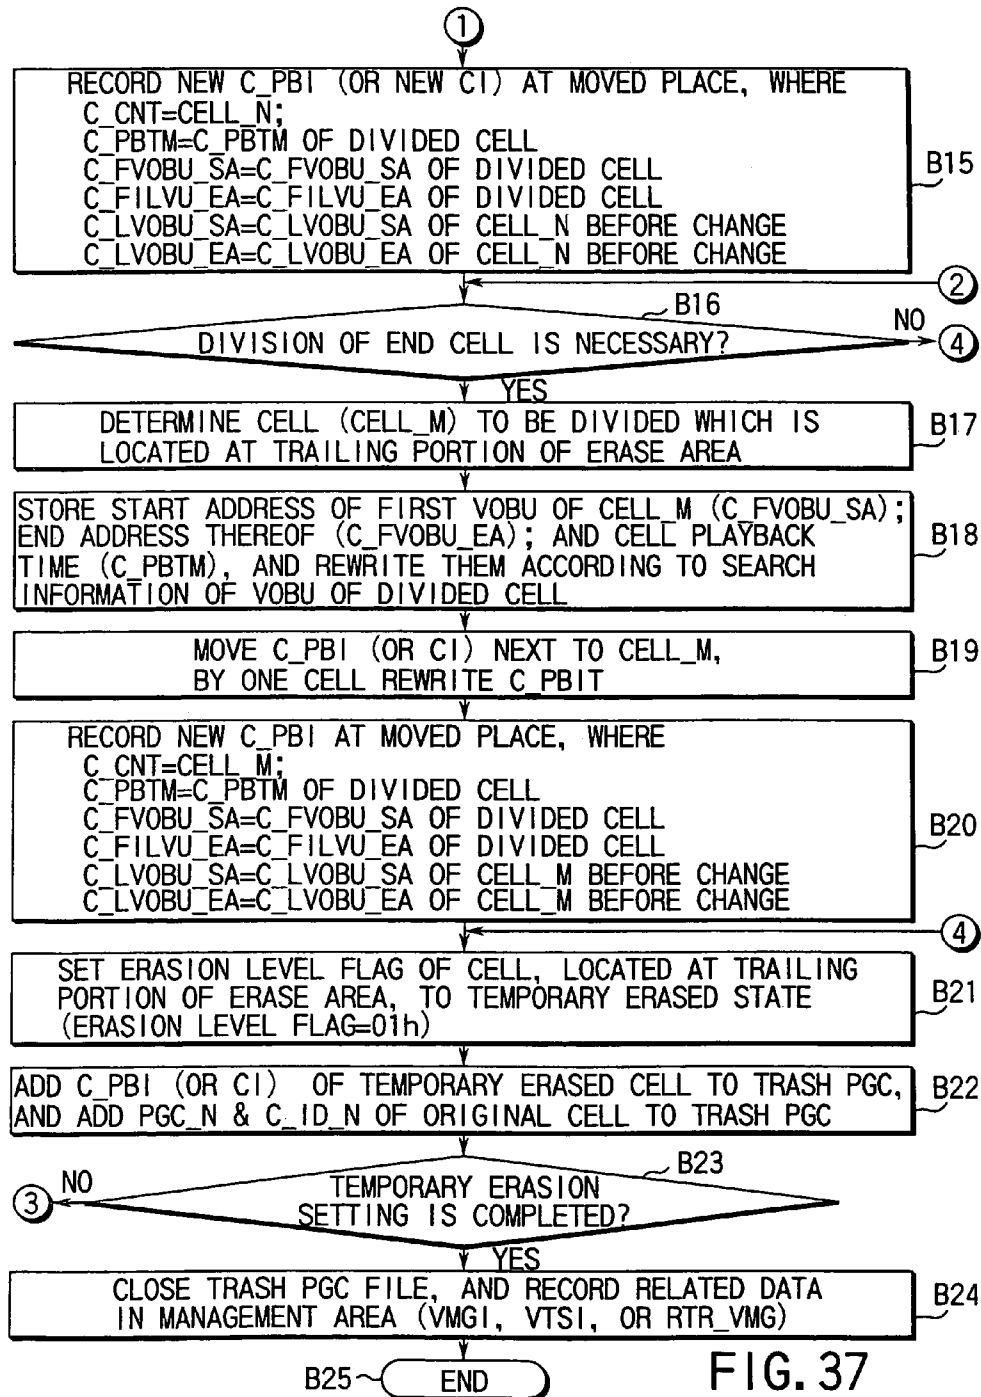 1
RECORD NEW C_PBI (OR NEW CI) AT MOVED PLACE, WHERE
C_CNT=CELL_N;
C_PBTM=C_PBTM OF DIVIDED CELL
C_FVOBU_SA=C_FVOBU_SA OF DIVIDED CELL
C_FILVU_EA=C_FILVU_EA OF DIVIDED CELL
C_LVOBU_SA=C_LVOBU_SA OF CELL_N BEFORE CHANGE
C_LVOBU_EA=C_LVOBU_EA OF CELL_N BEFORE CHANGE
B15
2
B16
DIVISION OF END CELL IS NECESSARY?
NO
4
YES
DETERMINE CELL (CELL_M) TO BE DIVIDED WHICH IS
LOCATED AT TRAILING PORTION OF ERASE AREA
B17
STORE START ADDRESS OF FIRST VOBU OF CELL_M (C_FVOBU_SA);
END ADDRESS THEREOF (C_FVOBU_EA); AND CELL PLAYBACK
TIME (C_PBTM), AND REWRITE THEM ACCORDING TO SEARCH
INFORMATION OF VOBU OF DIVIDED CELL
B18
MOVE C_PBI (OR CI) NEXT TO CELL_M,
BY ONE CELL REWRITE C_PBIT
B19
RECORD NEW C_PBI AT MOVED PLACE, WHERE
C_CNT=CELL_M;
C_PBTM=C_PBTM OF DIVIDED CELL
C_FVOBU_SA=C_FVOBU_SA OF DIVIDED CELL
C_FILVU_EA=C_FILVU_EA OF DIVIDED CELL
C_LVOBU_SA=C_LVOBU_SA OF CELL_M BEFORE CHANGE
C_LVOBU_EA=C_LVOBU_EA OF CELL_M BEFORE CHANGE
B20
4
SET ERASION LEVEL FLAG OF CELL, LOCATED AT TRAILING
PORTION OF ERASE AREA, TO TEMPORARY ERASED STATE
(ERASION LEVEL FLAG=01h)
B21
ADD C_PBI (OR CI) OF TEMPORARY ERASED CELL TO TRASH PGC,
AND ADD PGC_N & C_ID_N OF ORIGINAL CELL TO TRASH PGC
B22
B23
3
NO
TEMPORARY ERASION
SETTING IS COMPLETED?
YES
CLOSE TRASH PGC FILE, AND RECORD RELATED DATA
IN MANAGEMENT AREA (VMGI, VTSI, OR RTR_VMG)
B24
B25
END
FIG. 37